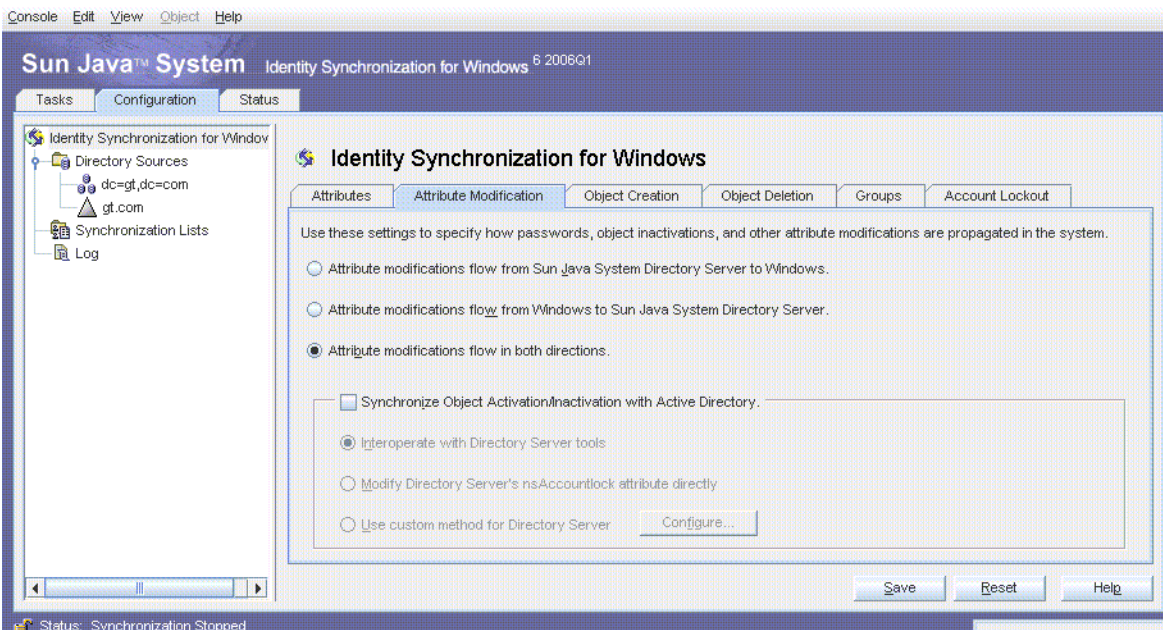 Console Edit View Object Help
Sun Java™ System Identity Synchronization for Windows 6 2006Q1
Tasks Configuration Status
Identity Synchronization for Window
Directory Sources
dc=gt,dc=com
gt.com
Synchronization Lists
Log
Identity Synchronization for Windows
Attributes Attribute Modification Object Creation Object Deletion Groups Account Lockout
Use these settings to specify how passwords, object inactivations, and other attribute modifications are propagated in the system.
Attribute modifications flow from Sun Java System Directory Server to Windows.
Attribute modifications flow from Windows to Sun Java System Directory Server.
Attribute modifications flow in both directions.
Synchronize Object Activation/Inactivation with Active Directory.
Interoperate with Directory Server tools
Modify Directory Server's nsAccountlock attribute directly
Use custom method for Directory Server Configure...
Save Reset Help
Status: Synchronization Stopped